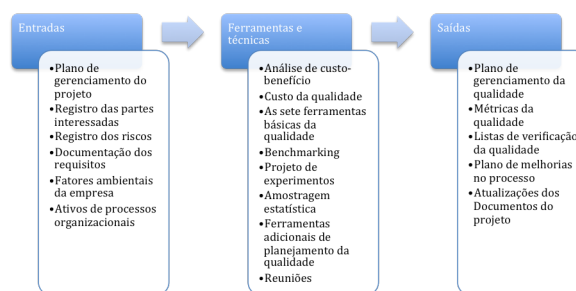 Entradas
•Plano de
gerenciamento do
projeto
•Registro das partes
interessadas
•Registro dos riscos
•Documentação dos
requisitos
•Fatores ambientais
da empresa
•Ativos de processos
organizacionais
Ferramentas e
técnicas
•Análise de custo-
benefício
•Custo da qualidade
•As sete ferramentas
básicas da
qualidade
•Benchmarking
•Projeto de
experimentos
•Amostragem
estatística
•Ferramentas
adicionais de
planejamento da
qualidade
•Reuniões
Saídas
•Plano de
gerenciamento da
qualidade
•Métricas da
qualidade
•Listas de verificação
da qualidade
•Plano de melhorias
no processo
•Atualizações dos
Documentos do
projeto